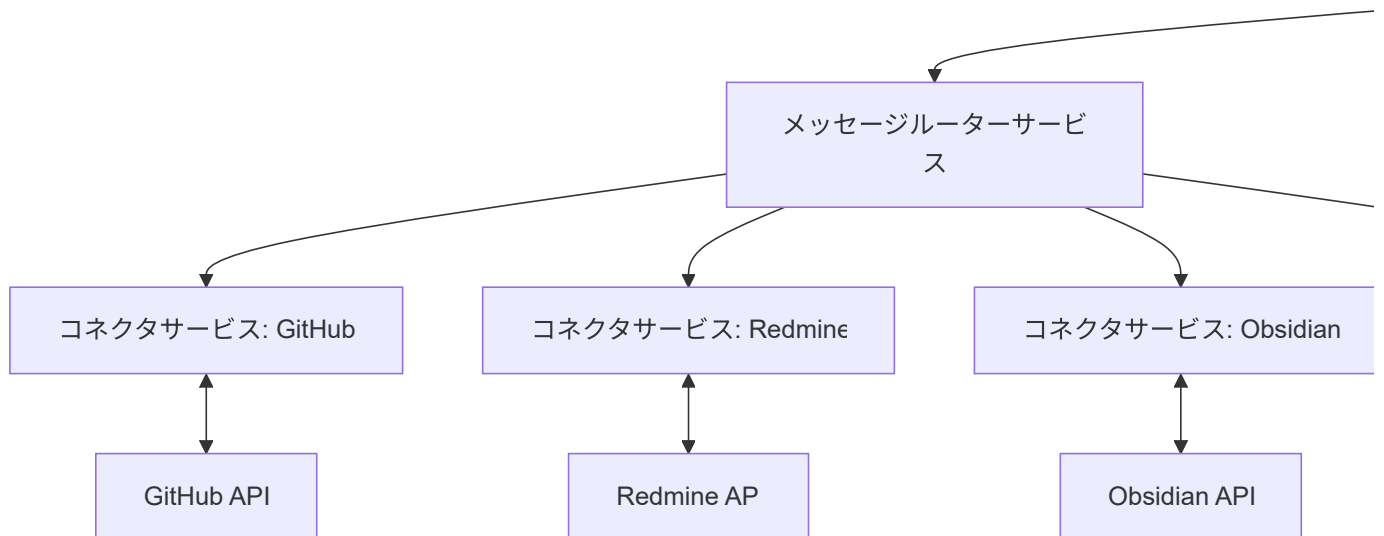 メッセージルーターサービ
ス
コネクタサービス: GitHub
コネクタサービス: Redmine
コネクタサービス: Obsidian
GitHub API
Redmine AP
Obsidian API